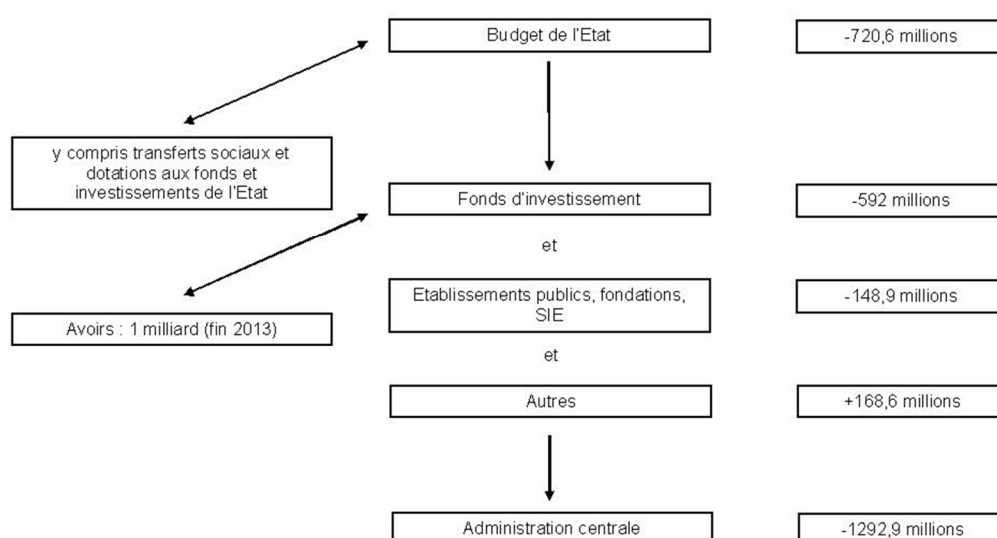 Budget de l'Etat
-720,6 millions
y compris transferts sociaux et
dotations aux fonds et
investissements de l'Etat
Fonds d'investissement
-592 millions
et
Etablissements publics, fondations,
SIE
-148,9 millions
Avoirs : 1 milliard (fin 2013)
et
Autres
+168,6 millions
Administration centrale
-1292,9 millions